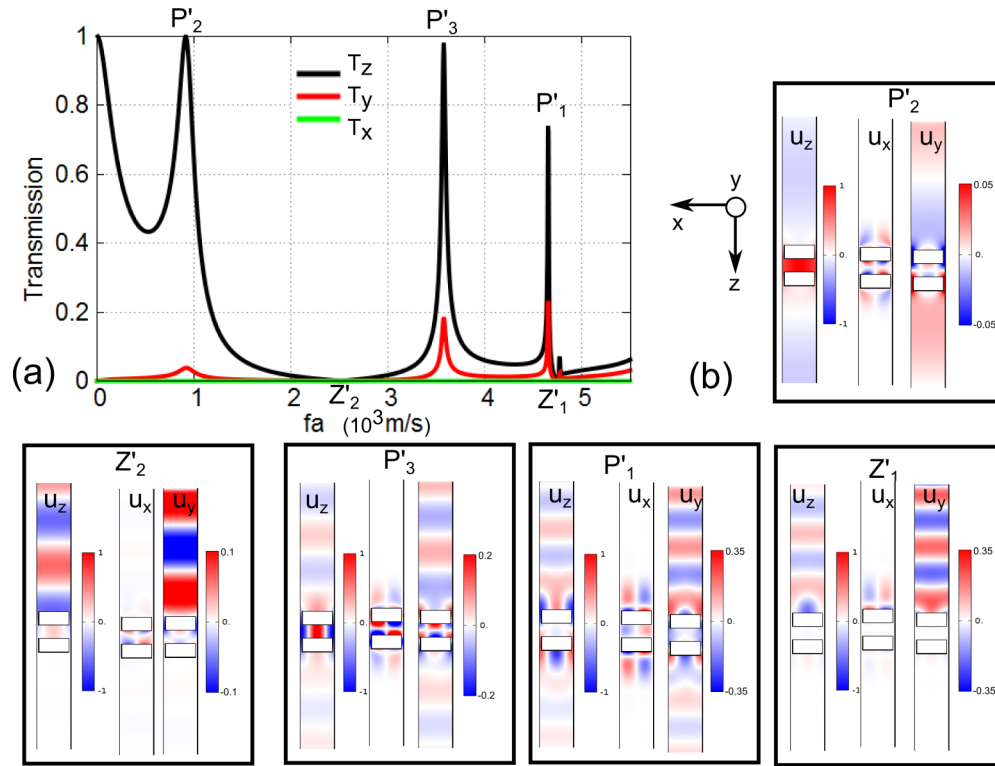 P'2 P'3
1
0.8
0.6
0.4
0.2
0
Transmission
Tz
Ty
Tx
P'1
(a)
0 1 2 3 4 5
Z'2 Z'1
fa (10³m/s)
y
x
z
(b)
P'2
uz ux uy
1 0.05
0. 0.
-1 -0.05
Z'2
uz ux uy
1 0.1
0. 0.
-1 -0.1
P'3
uz
1 0.2
0. 0.
-1 -0.2
P'1
uz ux uy
1 0.35
0. 0.
-1 -0.35
Z'1
uz ux uy
1 0.35
0. 0.
-1 -0.35